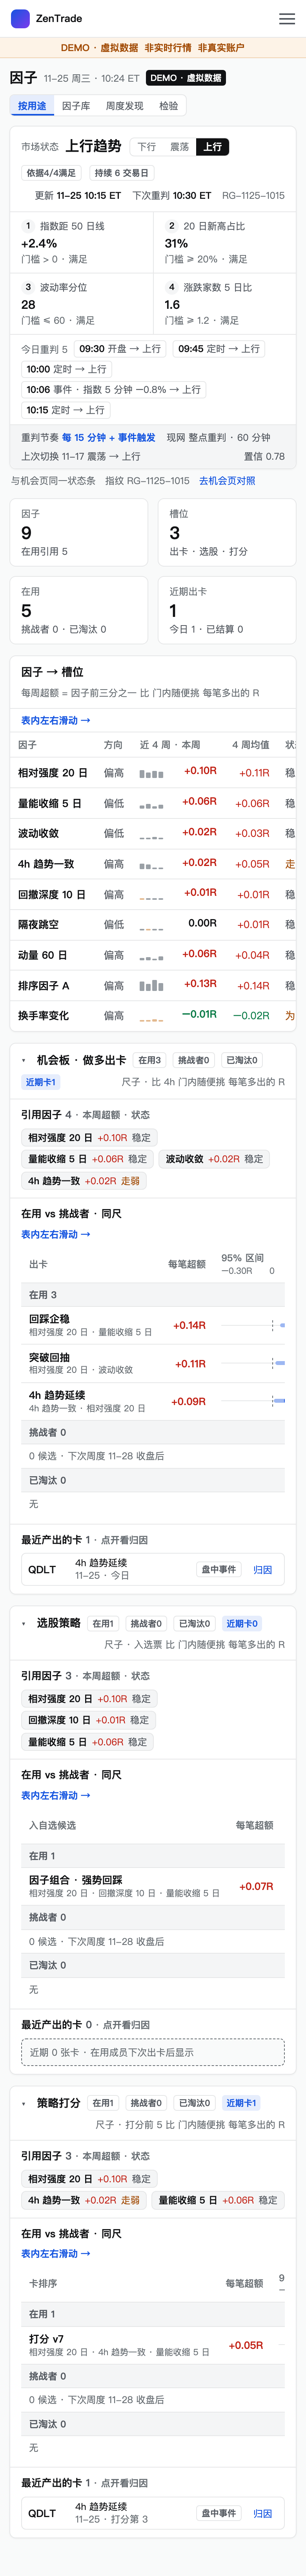 ZenTrade
DEMO · 虚拟数据 非实时行情 非真实账户
因子 11-25 周三 · 10:24 ET DEMO · 虚拟数据
按用途 因子库 周度发现 检验
市场状态 上行趋势 下行 震荡 上行
依据4/4满足 持续 6 交易日
更新 11-25 10:15 ET 下次重判 10:30 ET RG-1125-1015
1 指数距 50 日线
+2.4%
门槛 > 0 · 满足
2 20 日新高占比
31%
门槛 ≥ 20% · 满足
3 波动率分位
28
门槛 ≤ 60 · 满足
4 涨跌家数 5 日比
1.6
门槛 ≥ 1.2 · 满足
今日重判 5 09:30 开盘 → 上行 09:45 定时 → 上行
10:00 定时 → 上行
10:06 事件 · 指数 5 分钟 −0.8% → 上行
10:15 定时 → 上行
重判节奏 每 15 分钟 + 事件触发 现网 整点重判 · 60 分钟
上次切换 11-17 震荡 → 上行 置信 0.78
与机会页同一状态条 指纹 RG-1125-1015 去机会页对照
因子
9
在用引用 5
槽位
3
出卡 · 选股 · 打分
在用
5
挑战者 0 · 已淘汰 0
近期出卡
1
今日 1 · 已结算 0
因子 → 槽位
每周超额 = 因子前三分之一 比 门内随便挑 每笔多出的 R
表内左右滑动 →
因子 方向 近 4 周 · 本周 4 周均值 状
相对强度 20 日 偏高 +0.10R +0.11R 稳
量能收缩 5 日 偏低 +0.06R +0.06R 稳
波动收敛 偏低 +0.02R +0.03R 稳
4h 趋势一致 偏高 +0.02R +0.05R 走
回撤深度 10 日 偏高 +0.01R +0.01R 稳
隔夜跳空 偏低 0.00R +0.01R 稳
动量 60 日 偏高 +0.06R +0.04R 稳
排序因子 A 偏高 +0.13R +0.14R 稳
换手率变化 偏高 −0.01R −0.02R 为
机会板 · 做多出卡 在用3 挑战者0 已淘汰0
近期卡1 尺子 · 比 4h 门内随便挑 每笔多出的 R
引用因子 4 · 本周超额 · 状态
相对强度 20 日 +0.10R 稳定
量能收缩 5 日 +0.06R 稳定 波动收敛 +0.02R 稳定
4h 趋势一致 +0.02R 走弱
在用 vs 挑战者 · 同尺
表内左右滑动 →
出卡 每笔超额 95% 区间
−0.30R 0
在用 3
回踩企稳
相对强度 20 日 · 量能收缩 5 日
+0.14R
突破回抽
相对强度 20 日 · 波动收敛
+0.11R
4h 趋势延续
4h 趋势一致 · 相对强度 20 日
+0.09R
挑战者 0
0 候选 · 下次周度 11-28 收盘后
已淘汰 0
无
最近产出的卡 1 · 点开看归因
QDLT 4h 趋势延续
11-25 · 今日
盘中事件 归因
选股策略 在用1 挑战者0 已淘汰0 近期卡0
尺子 · 入选票 比 门内随便挑 每笔多出的 R
引用因子 3 · 本周超额 · 状态
相对强度 20 日 +0.10R 稳定
回撤深度 10 日 +0.01R 稳定
量能收缩 5 日 +0.06R 稳定
在用 vs 挑战者 · 同尺
表内左右滑动 →
入自选候选 每笔超额
在用 1
因子组合 · 强势回踩
相对强度 20 日 · 回撤深度 10 日 · 量能收缩 5 日
+0.07R
挑战者 0
0 候选 · 下次周度 11-28 收盘后
已淘汰 0
无
最近产出的卡 0 · 点开看归因
近期 0 张卡 · 在用成员下次出卡后显示
策略打分 在用1 挑战者0 已淘汰0 近期卡1
尺子 · 打分前 5 比 门内随便挑 每笔多出的 R
引用因子 3 · 本周超额 · 状态
相对强度 20 日 +0.10R 稳定
4h 趋势一致 +0.02R 走弱 量能收缩 5 日 +0.06R 稳定
在用 vs 挑战者 · 同尺
表内左右滑动 →
卡排序 每笔超额 9
−
在用 1
打分 v7
相对强度 20 日 · 4h 趋势一致 · 量能收缩 5 日
+0.05R
挑战者 0
0 候选 · 下次周度 11-28 收盘后
已淘汰 0
无
最近产出的卡 1 · 点开看归因
QDLT 4h 趋势延续
11-25 · 打分第 3
盘中事件 归因